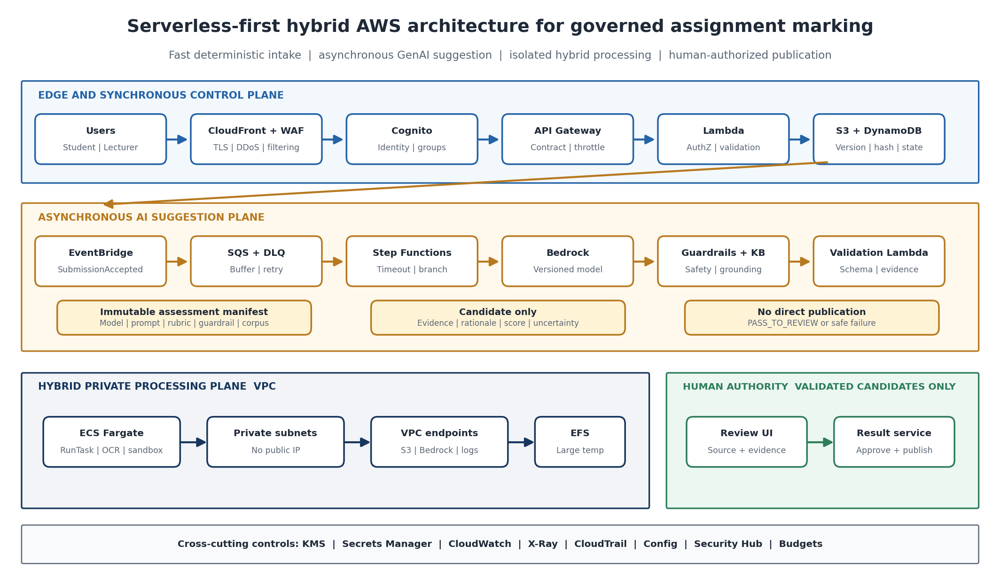 Serverless-first hybrid AWS architecture for governed assignment marking
Fast deterministic intake | asynchronous GenAI suggestion | isolated hybrid processing | human-authorized publication
EDGE AND SYNCHRONOUS CONTROL PLANE
Users
Student | Lecturer
CloudFront + WAF
TLS | DDoS | filtering
Cognito
Identity | groups
API Gateway
Contract | throttle
Lambda
AuthZ | validation
S3 + DynamoDB
Version | hash | state
ASYNCHRONOUS AI SUGGESTION PLANE
EventBridge
SubmissionAccepted
SQS + DLQ
Buffer | retry
Step Functions
Timeout | branch
Bedrock
Versioned model
Guardrails + KB
Safety | grounding
Validation Lambda
Schema | evidence
Immutable assessment manifest
Model | prompt | rubric | guardrail | corpus
Candidate only
Evidence | rationale | score | uncertainty
No direct publication
PASS_TO_REVIEW or safe failure
HYBRID PRIVATE PROCESSING PLANE  VPC
ECS Fargate
RunTask | OCR | sandbox
Private subnets
No public IP
VPC endpoints
S3 | Bedrock | logs
EFS
Large temp
HUMAN AUTHORITY  VALIDATED CANDIDATES ONLY
Review UI
Source + evidence
Result service
Approve + publish
Cross-cutting controls: KMS | Secrets Manager | CloudWatch | X-Ray | CloudTrail | Config | Security Hub | Budgets